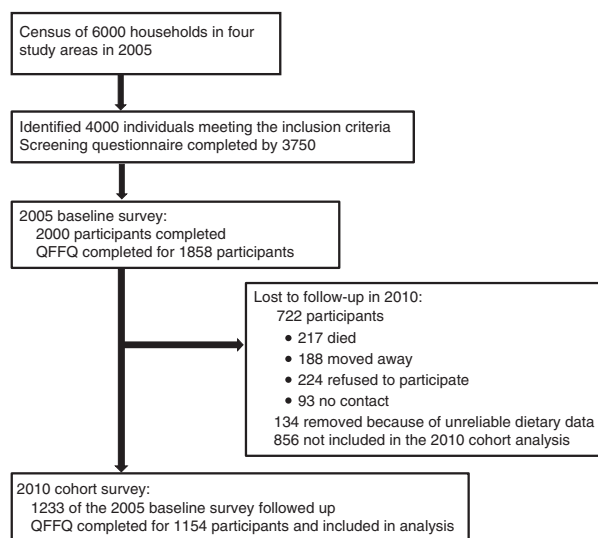 Census of 6000 households in four
study areas in 2005
Identified 4000 individuals meeting the inclusion criteria
Screening questionnaire completed by 3750
2005 baseline survey:
2000 participants completed
QFFQ completed for 1858 participants
Lost to follow-up in 2010:
722 participants
• 217 died
• 188 moved away
• 224 refused to participate
• 93 no contact
134 removed because of unreliable dietary data
856 not included in the 2010 cohort analysis
2010 cohort survey:
1233 of the 2005 baseline survey followed up
QFFQ completed for 1154 participants and included in analysis